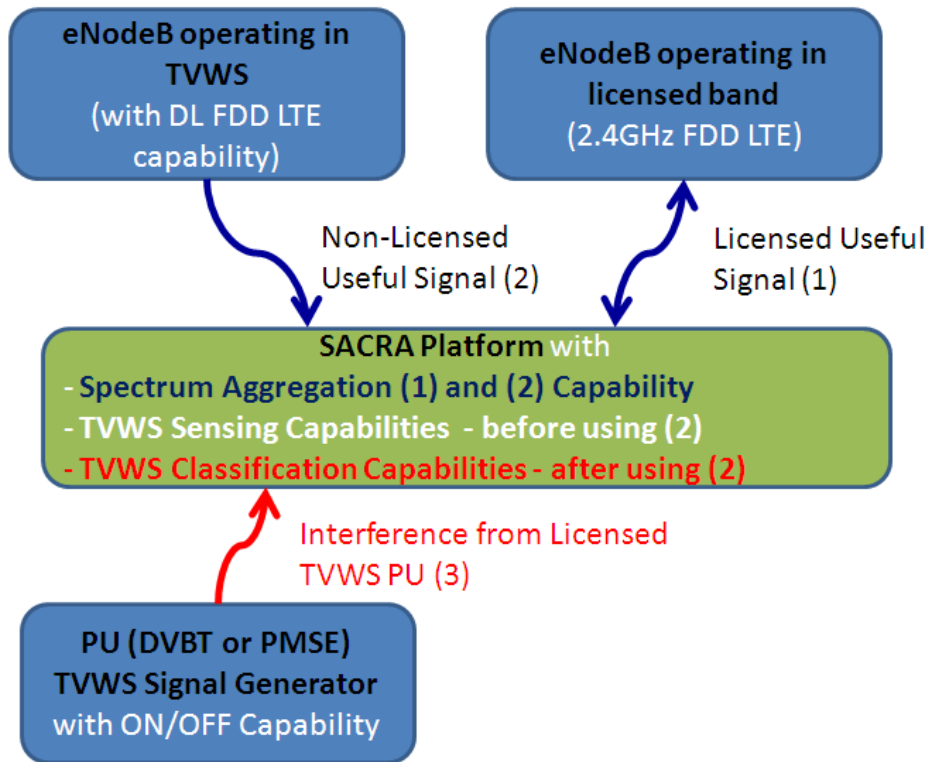 eNodeB operating in
TVWS
(with DL FDD LTE
capability)
eNodeB operating in
licensed band
(2.4GHz FDD LTE)
Non-Licensed
Useful Signal (2)
Licensed Useful
Signal (1)
SACRA Platform with
- Spectrum Aggregation (1) and (2) Capability
- TVWS Sensing Capabilities - before using (2)
- TVWS Classification Capabilities - after using (2)
Interference from Licensed
TVWS PU (3)
PU (DVBT or PMSE)
TVWS Signal Generator
with ON/OFF Capability